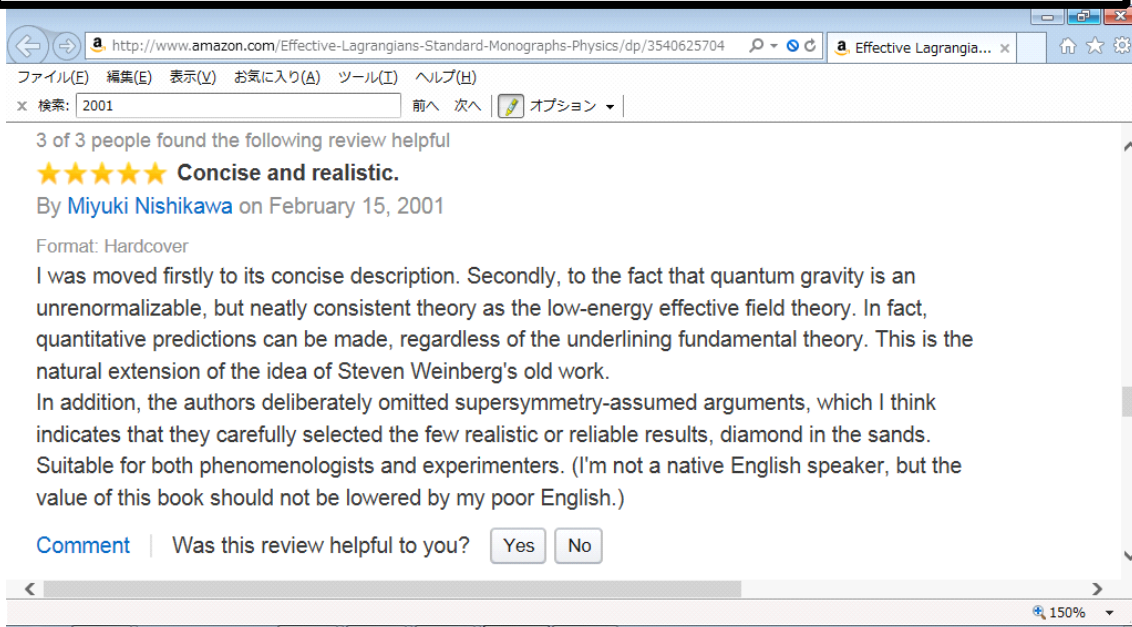 http://www.amazon.com/Effective-Lagrangians-Standard-Monographs-Physics/dp/3540625704
Effective Lagrangia...
ファイル(F) 編集(E) 表示(V) お気に入り(A) ツール(T) ヘルプ(H)
検索: 2001 前へ 次へ オプション
3 of 3 people found the following review helpful
Concise and realistic.
By Miyuki Nishikawa on February 15, 2001
Format: Hardcover
I was moved firstly to its concise description. Secondly, to the fact that quantum gravity is an
unrenormalizable, but neatly consistent theory as the low-energy effective field theory. In fact,
quantitative predictions can be made, regardless of the underlining fundamental theory. This is the
natural extension of the idea of Steven Weinberg's old work.
In addition, the authors deliberately omitted supersymmetry-assumed arguments, which I think
indicates that they carefully selected the few realistic or reliable results, diamond in the sands.
Suitable for both phenomenologists and experimenters. (I'm not a native English speaker, but the
value of this book should not be lowered by my poor English.)
Comment Was this review helpful to you? Yes No
150%